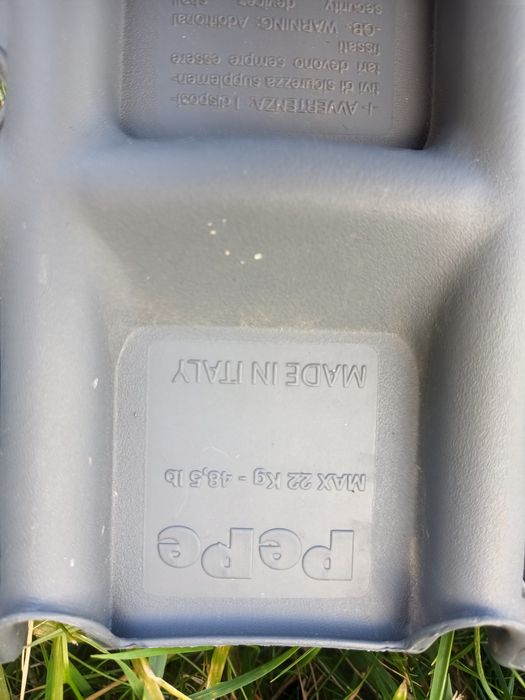 PePe
MAX 22 Kg - 48,5 lb
MADE IN ITALY
-I- AVVERTENZA: I disposi-
tivi di sicurezza supplemen-
tari devono sempre essere
fissati.
-GB- WARNING: Additional
security devices shall